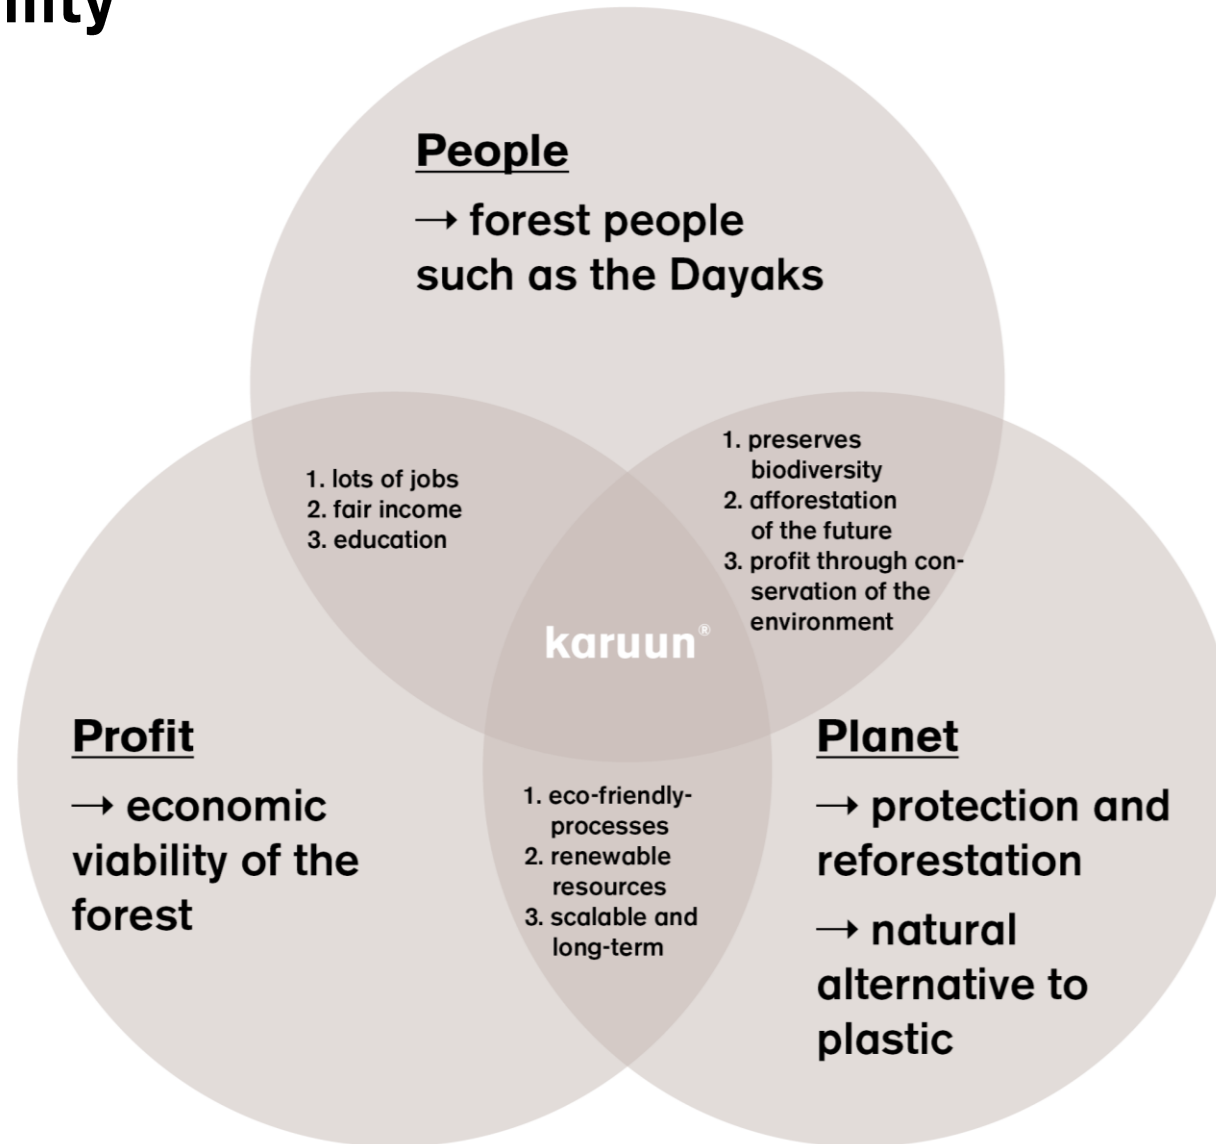 People
→ forest people
such as the Dayaks
1. lots of jobs
2. fair income
3. education
1. preserves
biodiversity
2. afforestation
of the future
3. profit through con-
servation of the
environment
karuun®
Profit
→ economic
viability of the
forest
1. eco-friendly-
processes
2. renewable
resources
3. scalable and
long-term
Planet
→ protection and
reforestation
→ natural
alternative to
plastic